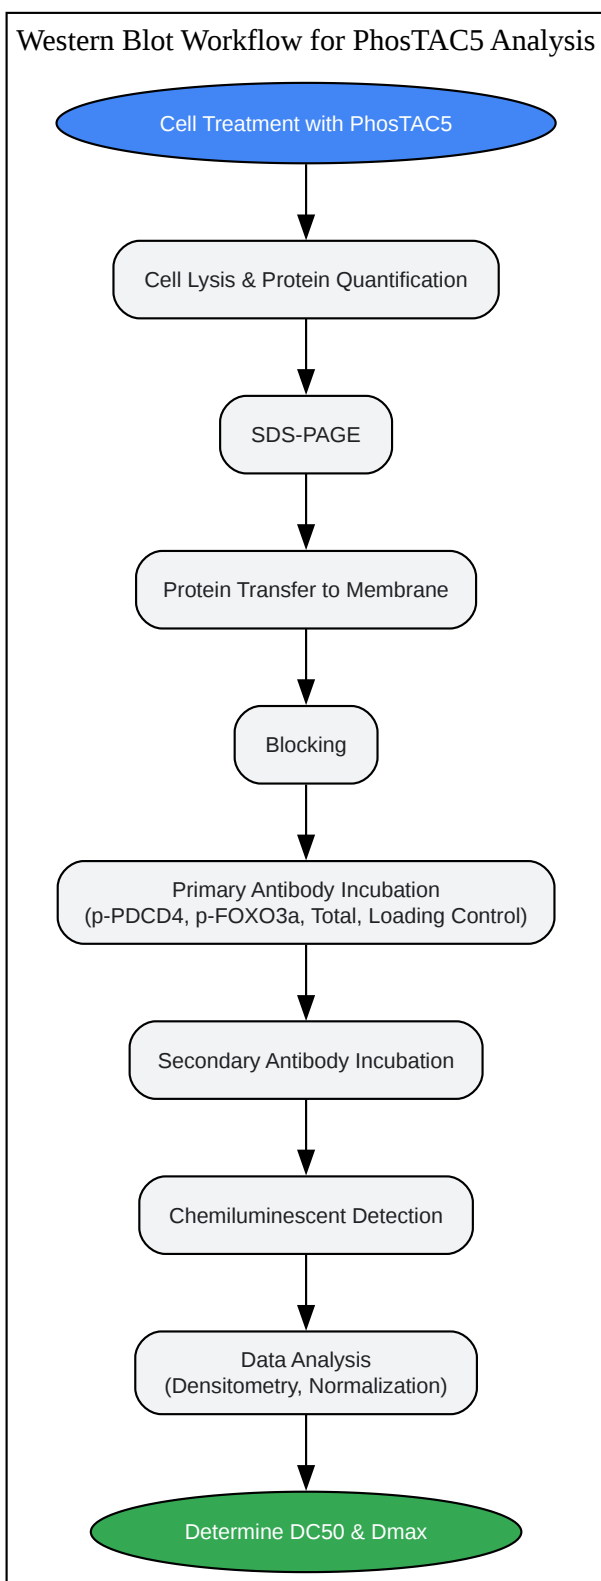 Western Blot Workflow for PhosTAC5 Analysis
Cell Treatment with PhosTAC5
Cell Lysis & Protein Quantification
SDS-PAGE
Protein Transfer to Membrane
Blocking
Primary Antibody Incubation
(p-PDCD4, p-FOXO3a, Total, Loading Control)
Secondary Antibody Incubation
Chemiluminescent Detection
Data Analysis
(Densitometry, Normalization)
Determine DC50 & Dmax